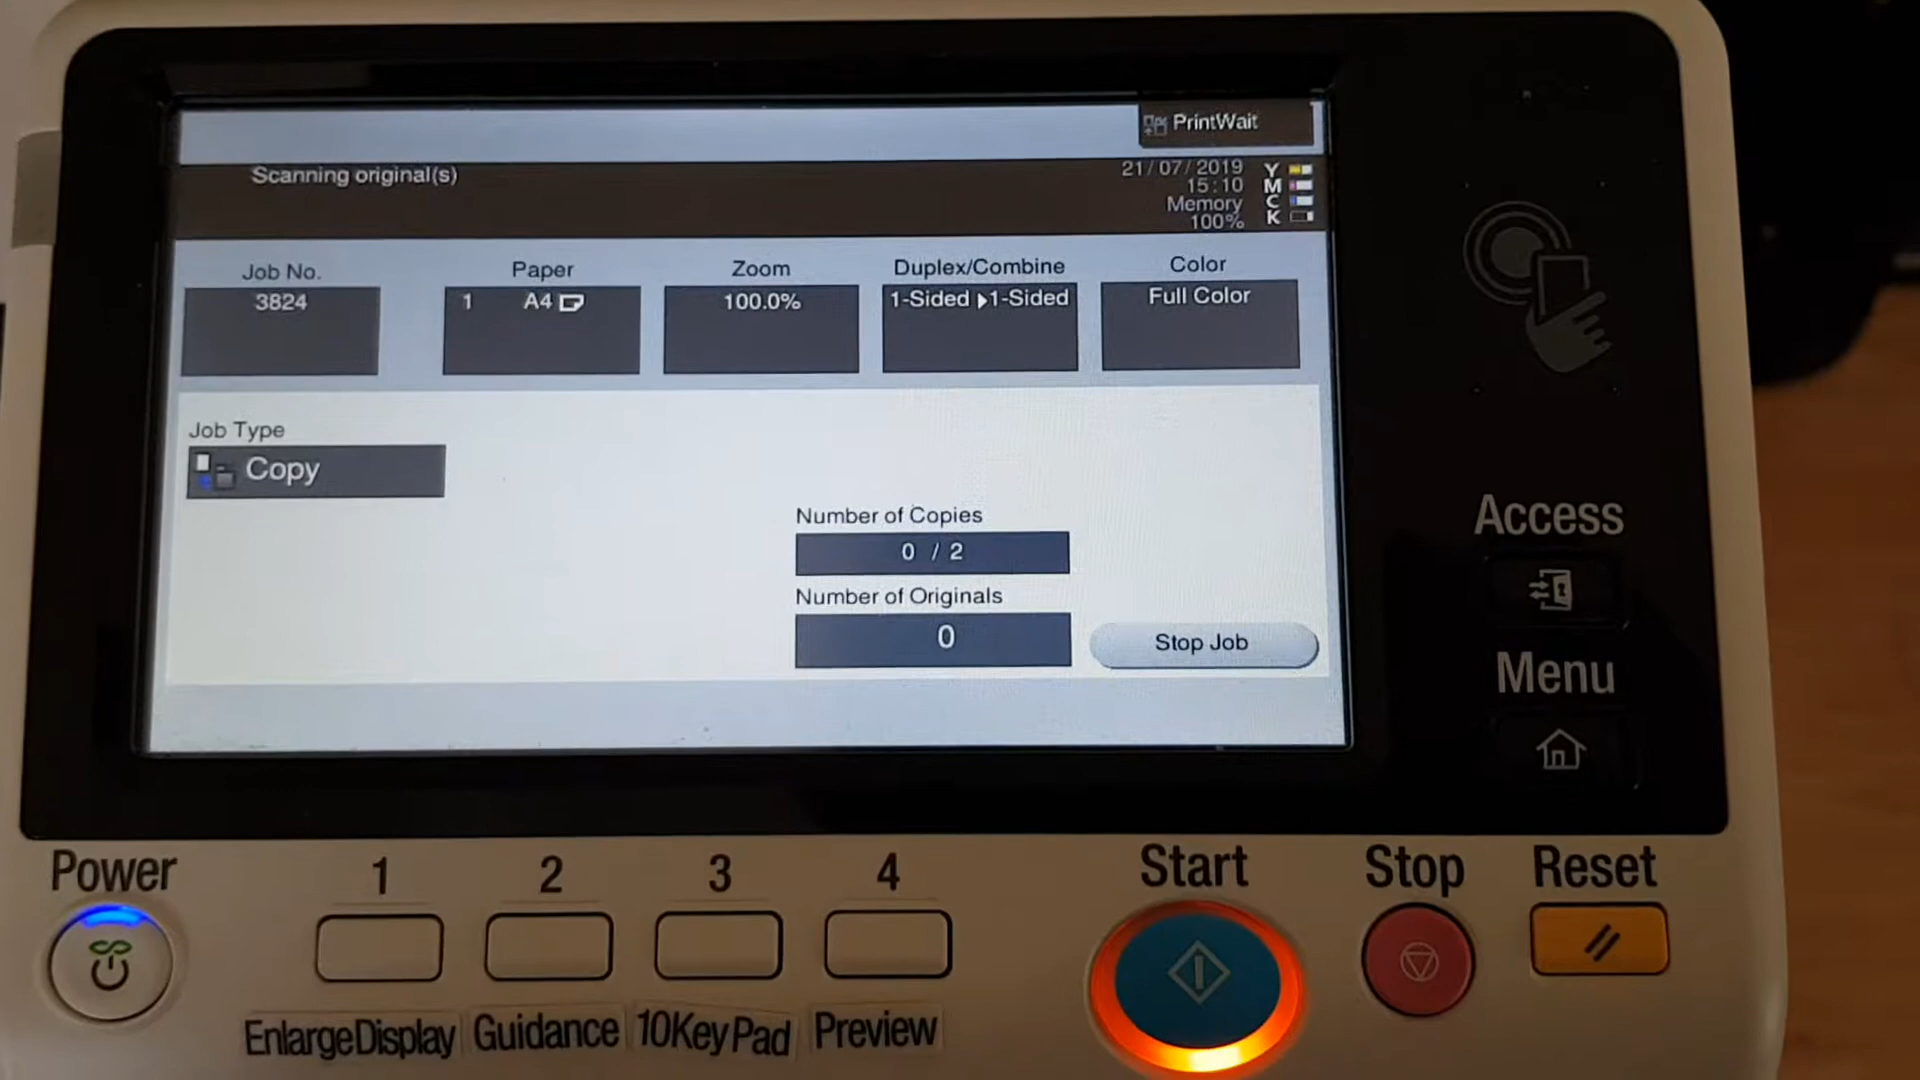 PrintWait
Scanning original(s)
21/07/2019
15:10
Memory
100%
Y
M
C
K
Job No.
3824
Paper
1 A4
Zoom
100.0%
Duplex/Combine
1-Sided ▶ 1-Sided
Color
Full Color
Job Type
Copy
Number of Copies
0 / 2
Number of Originals
0
Stop Job
Access
Menu
Power
1
2
3
4
Start
Stop
Reset
EnlargeDisplay
Guidance
10KeyPad
Preview